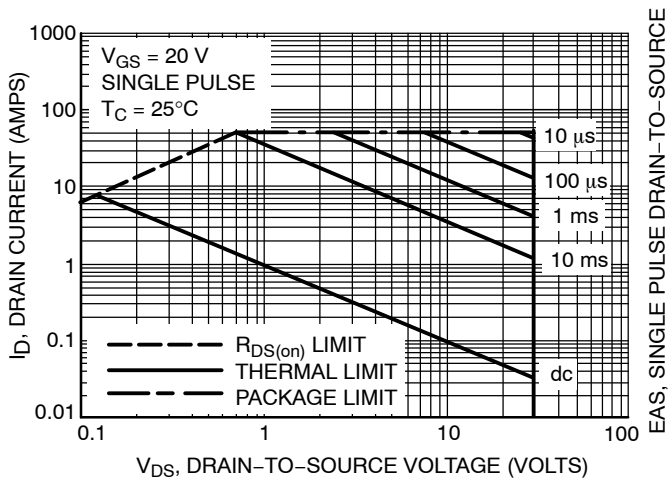 1000
100
10
1
0.1
0.01
I_D, DRAIN CURRENT (AMPS)
V_GS = 20 V
SINGLE PULSE
T_C = 25°C
10 μs
100 μs
1 ms
10 ms
dc
R_DS(on) LIMIT
THERMAL LIMIT
PACKAGE LIMIT
0.1
1
10
100
V_DS, DRAIN−TO−SOURCE VOLTAGE (VOLTS)
EAS, SINGLE PULSE DRAIN−TO−SOURCE